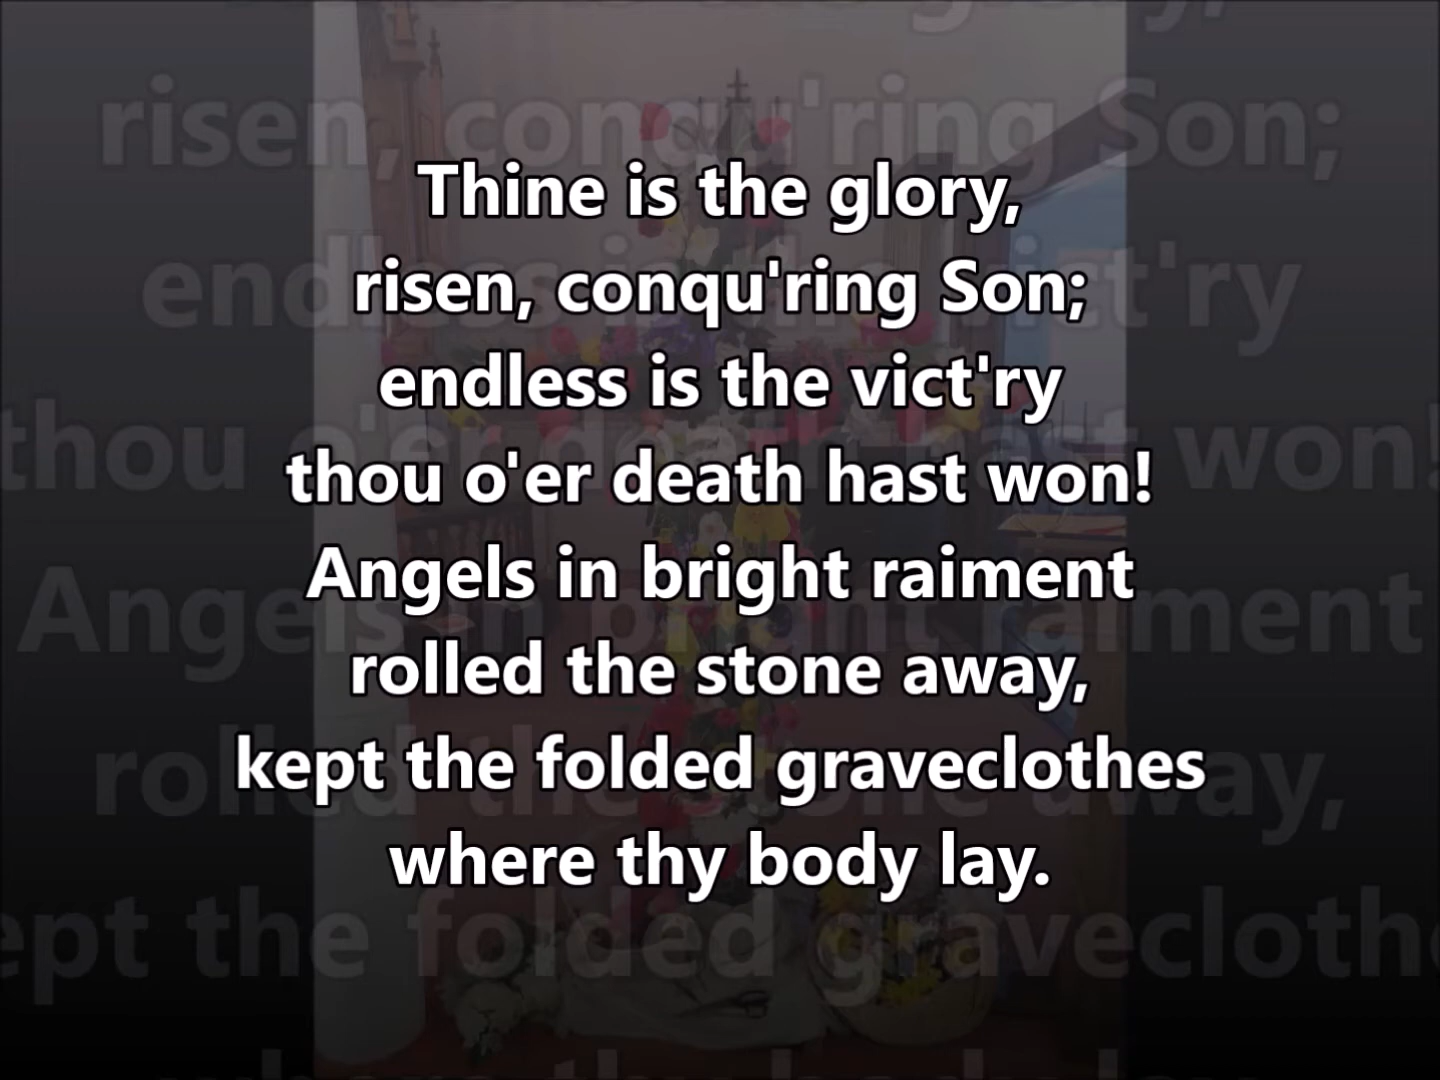 Thine is the glory,
risen, conqu'ring Son;
endless is the vict'ry
thou o'er death hast won!
Angels in bright raiment
rolled the stone away,
kept the folded graveclothes
where thy body lay.